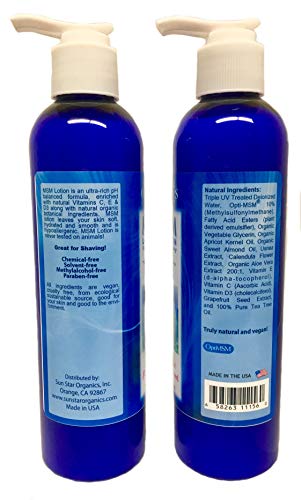 MSM Lotion is an ultra-rich pH
balanced formula, enriched
with natural Vitamins C, E &
D3 along with natural organic
botanical ingredients. MSM
lotion leaves your skin soft,
hydrated and smooth and is
Hypoallergenic. MSM Lotion is
never tested on animals!
Great for Shaving!
Chemical-free
Solvent-free
Methylalcohol-free
Paraben-free
All ingredients are vegan,
cruelty free, from ecological
sustainable source, good for
your skin and good to the envi-
ronment.
Distributed by:
Sun Star Organics, Inc.
Orange, CA 92867
www.sunstarorganics.com
Made in USA
Natural Ingredients:
Triple UV Treated Deionized
Water, Opti-MSM® 10%
(Methylsulfonylmethane),
Fatty Acid Esters (plant
derived emulsifier), Organic
Vegetable Glycerin, Organic
Apricot Kernel Oil, Organic
Sweet Almond Oil, Usnea
Extract, Calendula Flower
Extract, Organic Aloe Vera
Extract 200:1, Vitamin E
(d-alpha-tocopherol),
Vitamin C (Ascorbic Acid),
Vitamin D3 (cholecalciferol),
Grapefruit Seed Extract,
and 100% Pure Tea Tree
Oil.
Truly natural and vegan!
OptiMSM
MADE IN THE USA
4 58263 11156